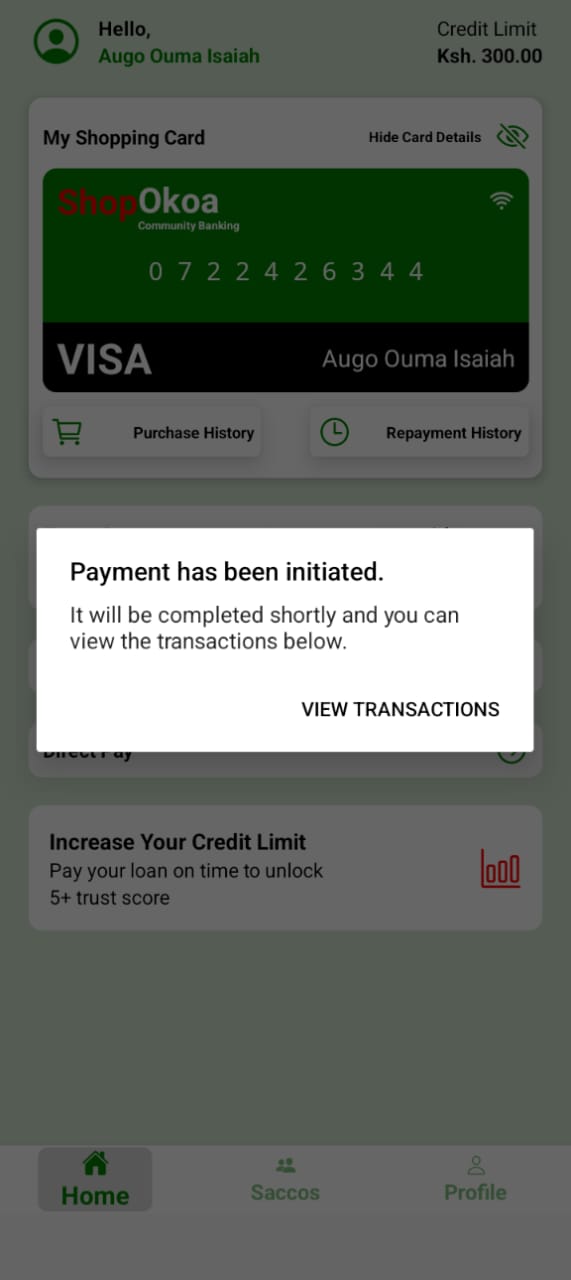 Hello,
Augo Ouma Isaiah
Credit Limit
Ksh. 300.00
My Shopping Card
Hide Card Details
ShopOkoa
Community Banking
0 7 2 2 4 2 6 3 4 4
VISA
Augo Ouma Isaiah
Purchase History
Repayment History
Payment has been initiated.
It will be completed shortly and you can
view the transactions below.
VIEW TRANSACTIONS
Direct Pay
Increase Your Credit Limit
Pay your loan on time to unlock
5+ trust score
Home
Saccos
Profile